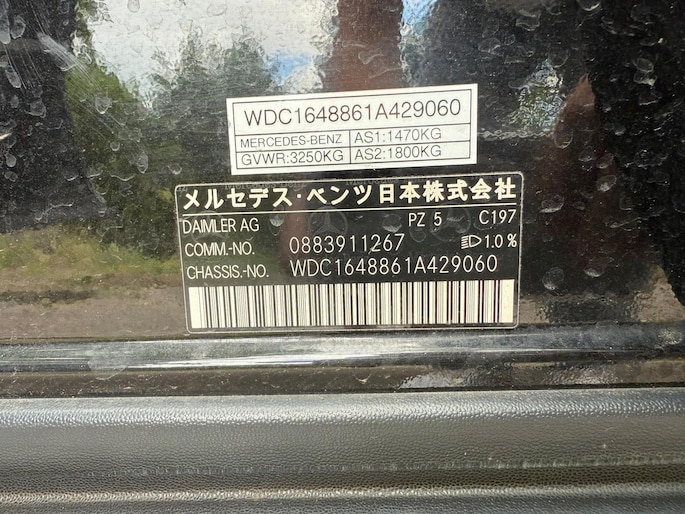 WDC1648861A429060
MERCEDES-BENZ AS1:1470KG
GVWR:3250KG AS2:1800KG
メルセデス・ベンツ日本株式会社
DAIMLER AG PZ 5 C197
COMM.-NO. 0883911267 1.0%
CHASSIS.-NO. WDC1648861A429060